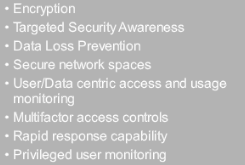 • Encryption
• Targeted Security Awareness
• Data Loss Prevention
• Secure network spaces
• User/Data centric access and usage
monitoring
• Multifactor access controls
• Rapid response capability
• Privileged user monitoring